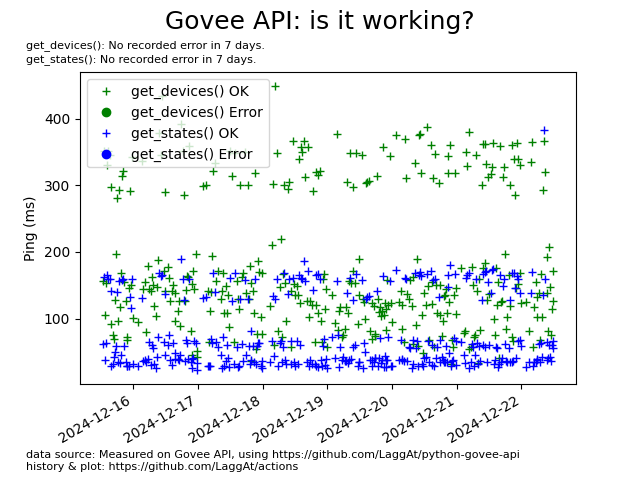 Govee API: is it working?
get_devices(): No recorded error in 7 days.
get_states(): No recorded error in 7 days.
get_devices() OK
get_devices() Error
get_states() OK
get_states() Error
Ping (ms)
400
300
200
100
2024-12-16
2024-12-17
2024-12-18
2024-12-19
2024-12-20
2024-12-21
2024-12-22
data source: Measured on Govee API, using https://github.com/LaggAt/python-govee-api
history & plot: https://github.com/LaggAt/actions